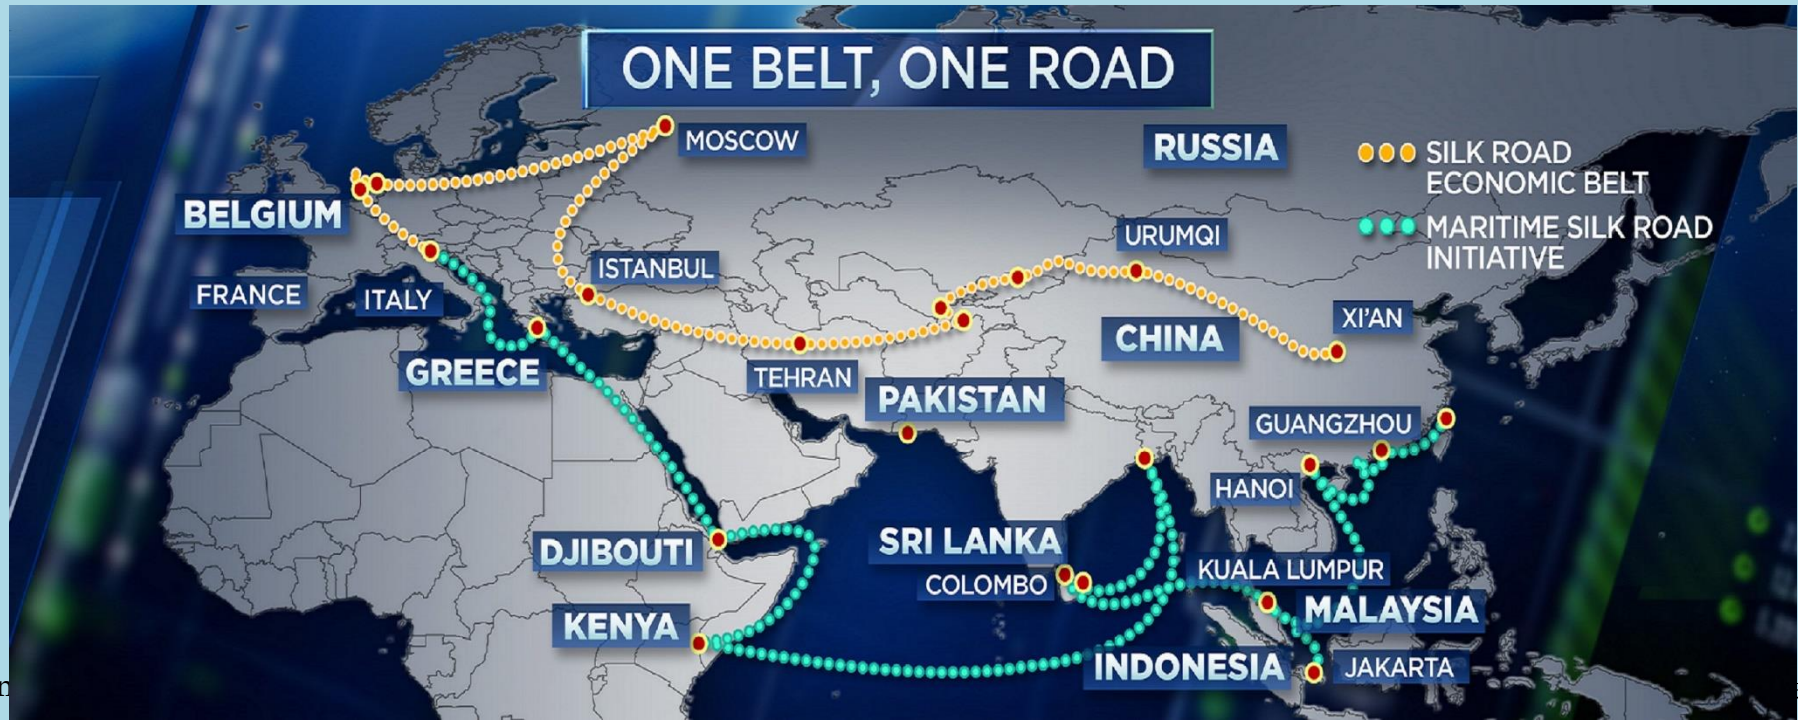 ONE BELT, ONE ROAD
MOSCOW
RUSSIA
SILK ROAD
ECONOMIC BELT
MARITIME SILK ROAD
INITIATIVE
BELGIUM
URUMQI
ISTANBUL
FRANCE
ITALY
XI'AN
CHINA
GREECE
TEHRAN
PAKISTAN
GUANGZHOU
HANOI
DJIBOUTI
SRI LANKA
COLOMBO
KUALA LUMPUR
MALAYSIA
KENYA
INDONESIA
JAKARTA